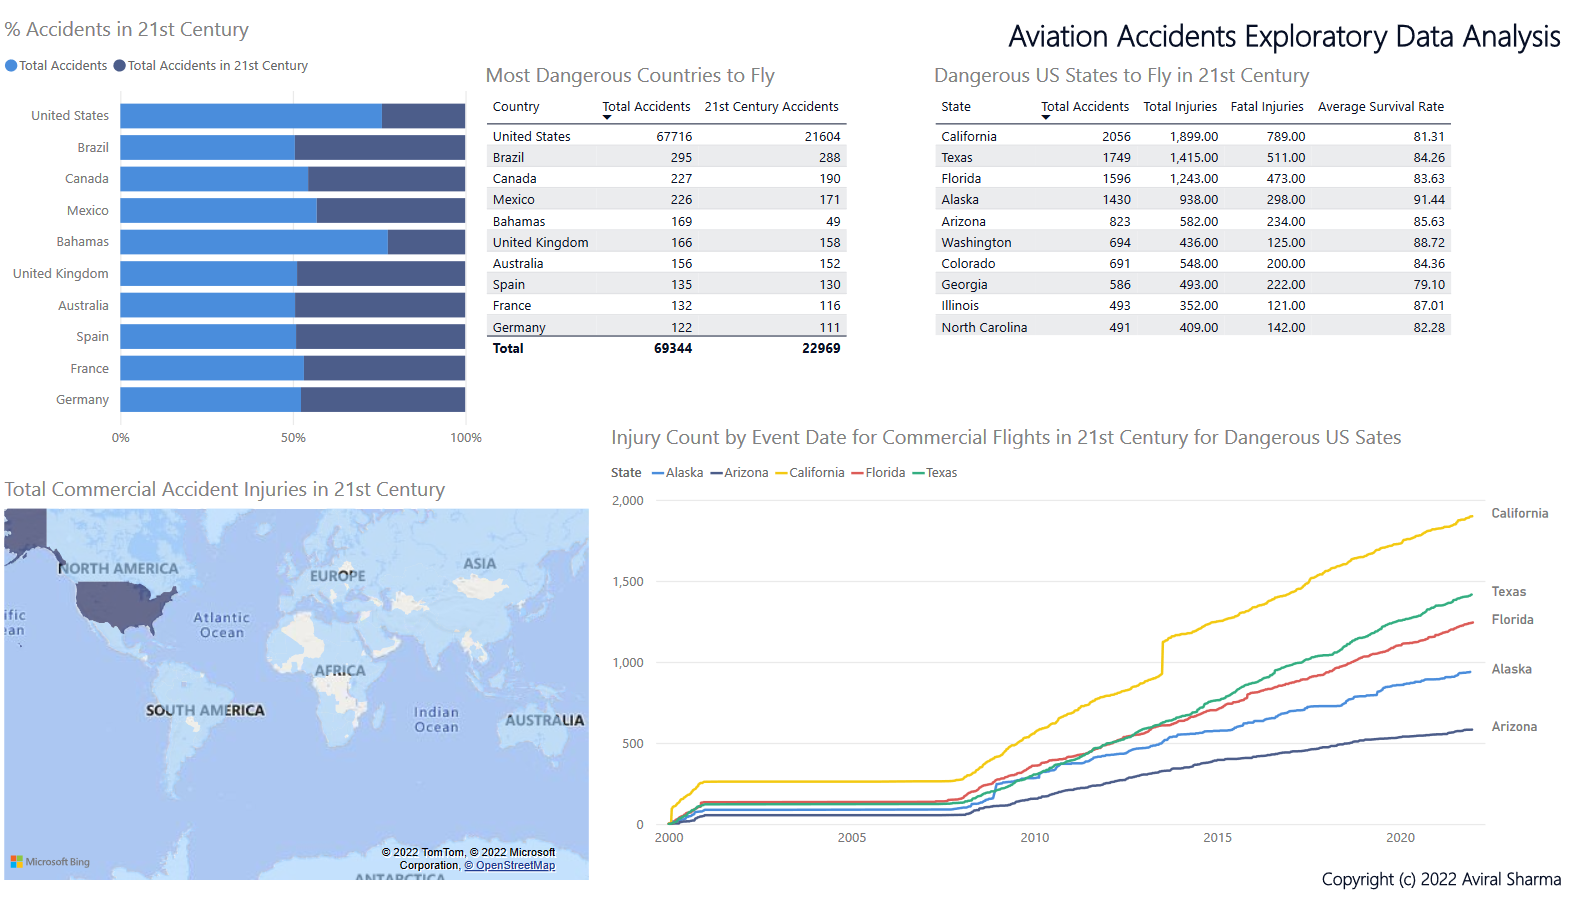 % Accidents in 21st Century
Total Accidents Total Accidents in 21st Century
United States
Brazil
Canada
Mexico
Bahamas
United Kingdom
Australia
Spain
France
Germany
0% 50% 100%
Aviation Accidents Exploratory Data Analysis
Most Dangerous Countries to Fly
Country Total Accidents 21st Century Accidents
United States 67716 21604
Brazil 295 288
Canada 227 190
Mexico 226 171
Bahamas 169 49
United Kingdom 166 158
Australia 156 152
Spain 135 130
France 132 116
Germany 122 111
Total 69344 22969
Dangerous US States to Fly in 21st Century
State Total Accidents Total Injuries Fatal Injuries Average Survival Rate
California 2056 1,899.00 789.00 81.31
Texas 1749 1,415.00 511.00 84.26
Florida 1596 1,243.00 473.00 83.63
Alaska 1430 938.00 298.00 91.44
Arizona 823 582.00 234.00 85.63
Washington 694 436.00 125.00 88.72
Colorado 691 548.00 200.00 84.36
Georgia 586 493.00 222.00 79.10
Illinois 493 352.00 121.00 87.01
North Carolina 491 409.00 142.00 82.28
Total Commercial Accident Injuries in 21st Century
NORTH AMERICA
EUROPE
ASIA
ific
ean
Atlantic
Ocean
AFRICA
SOUTH AMERICA
Indian
Ocean
AUSTRALIA
Microsoft Bing
© 2022 TomTom, © 2022 Microsoft
Corporation, © OpenStreetMap
ANTARCTICA
Injury Count by Event Date for Commercial Flights in 21st Century for Dangerous US Sates
State Alaska Arizona California Florida Texas
2,000
1,500
1,000
500
0
2000 2005 2010 2015 2020
California
Texas
Florida
Alaska
Arizona
Copyright (c) 2022 Aviral Sharma